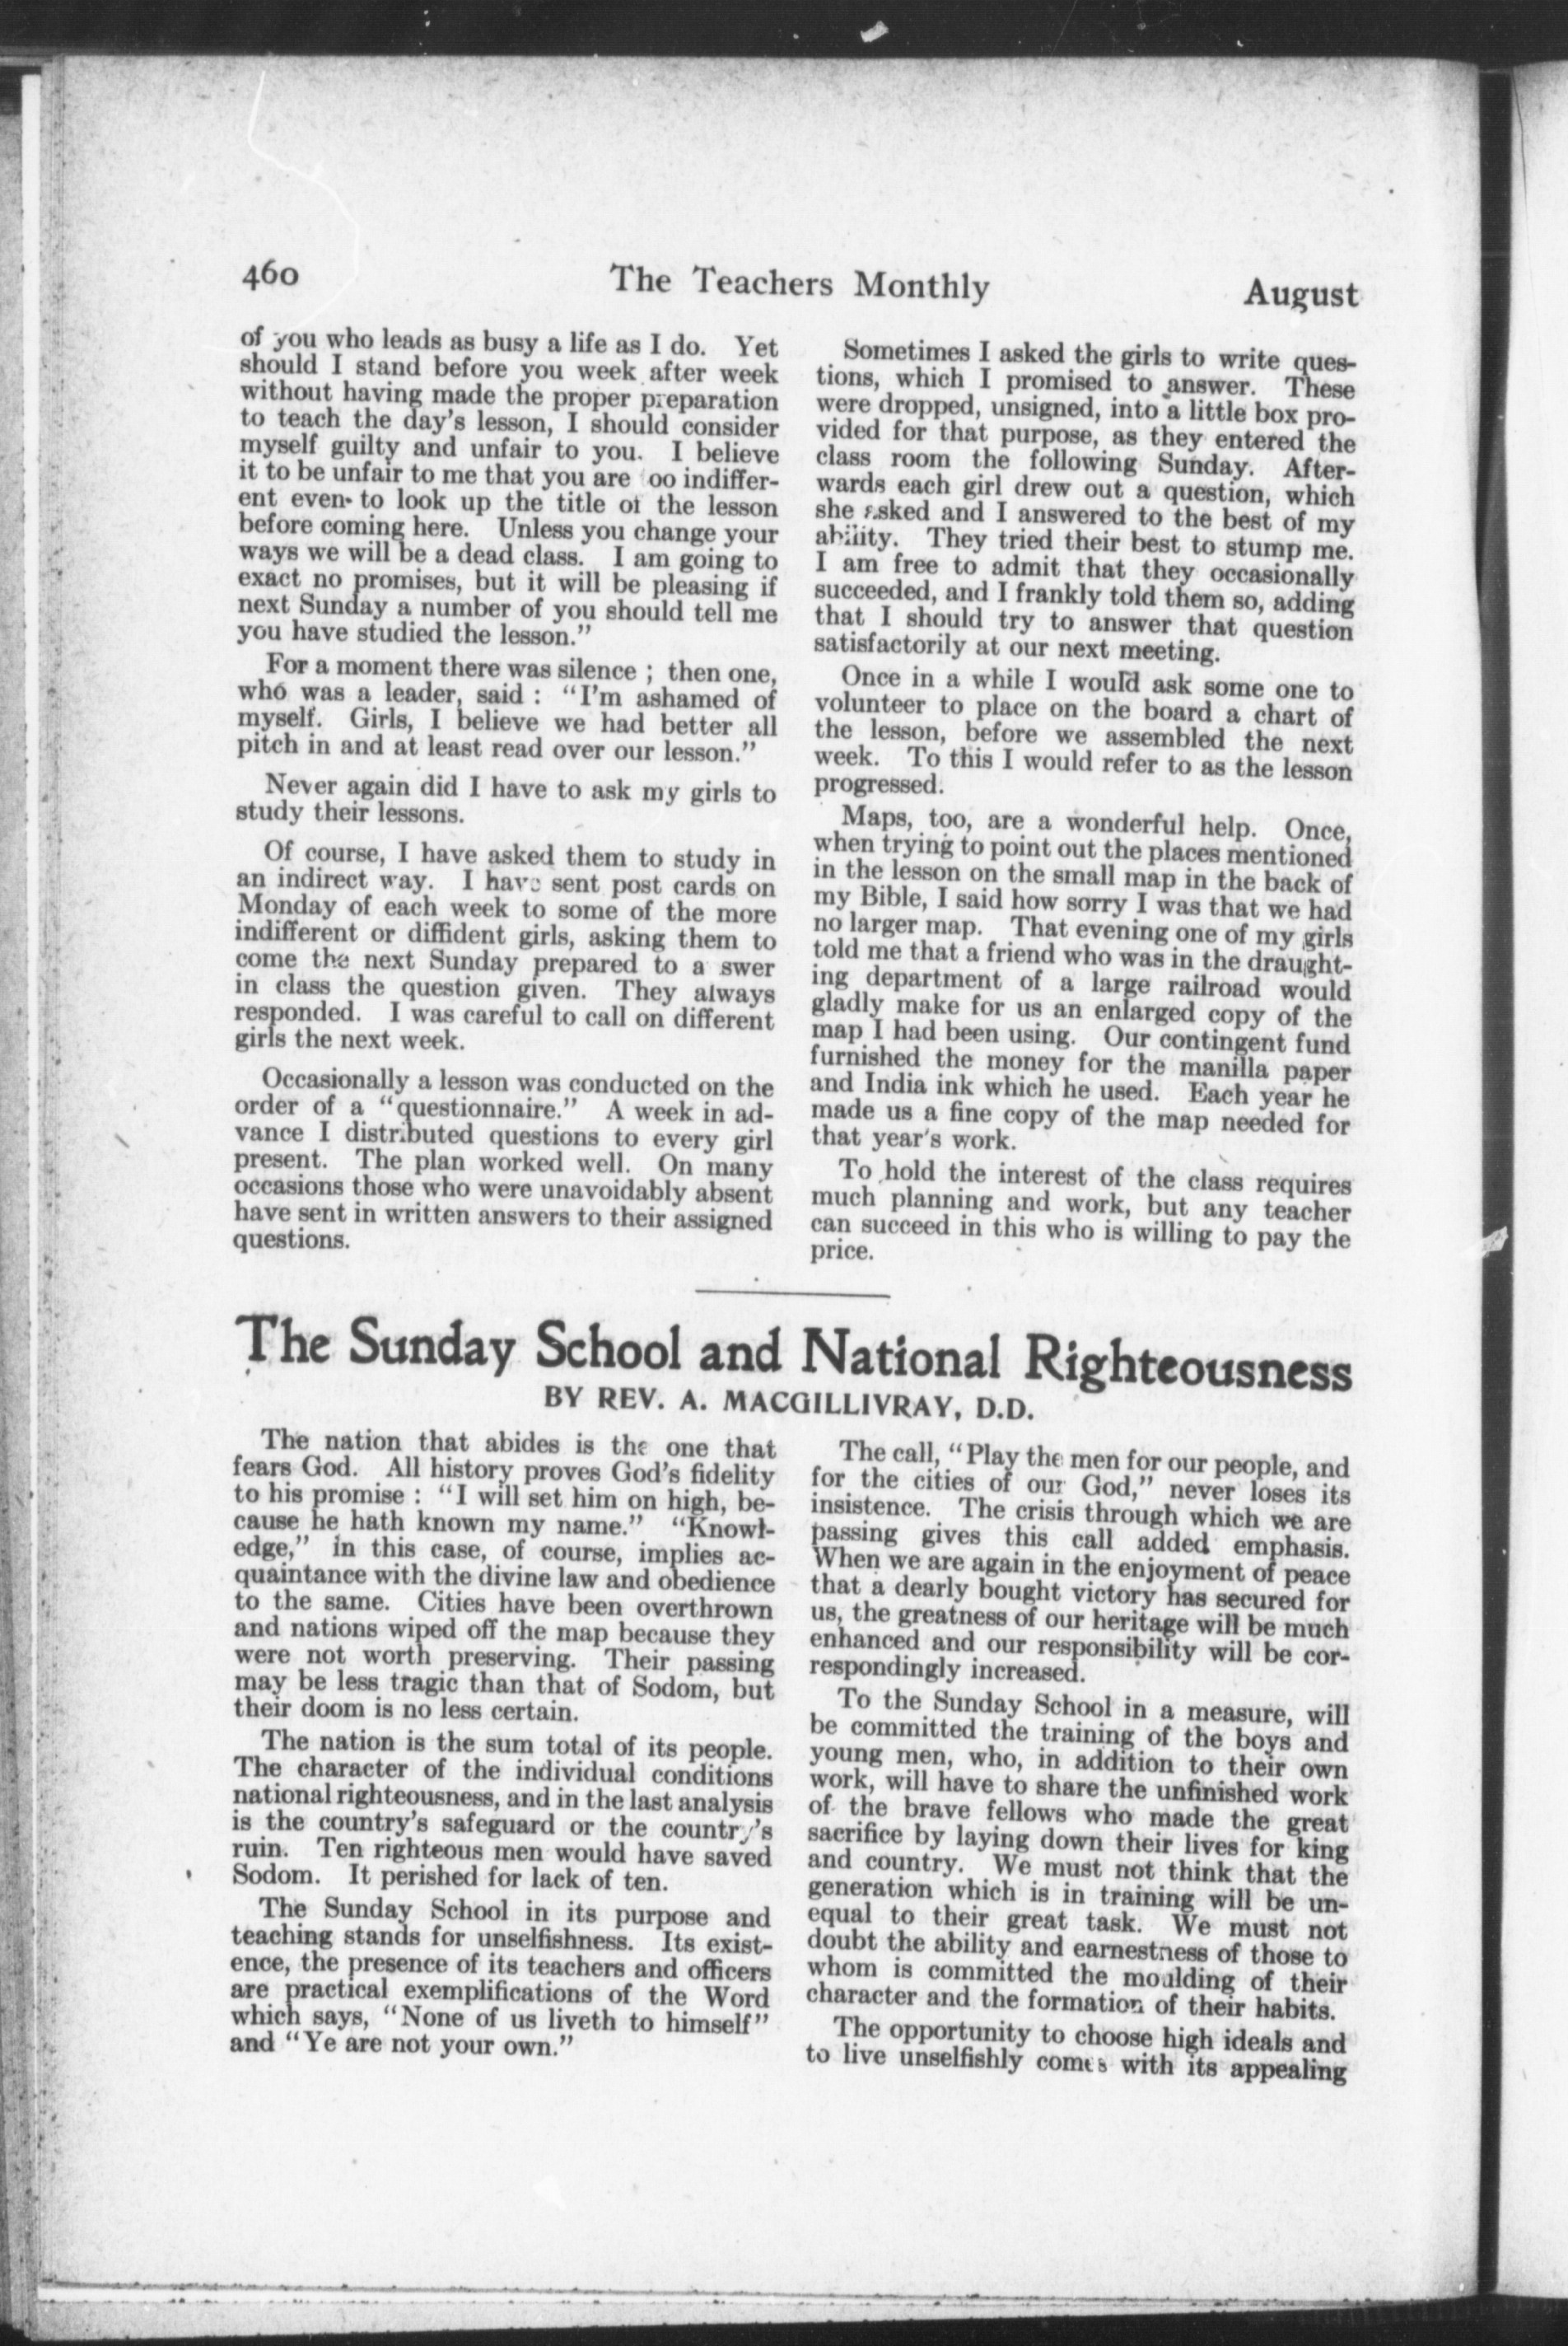 460
The Teachers Monthly
August
of you who leads as busy a life as I do. Yet
should I stand before you week after week
without having made the proper preparation
to teach the day's lesson, I should consider
myself guilty and unfair to you. I believe
it to be unfair to me that you are oo indiffer-
ent even to look up the title of the lesson
before coming here. Unless you change your
ways we will be a dead class. I am going to
exact no promises, but it will be pleasing if
next Sunday a number of you should tell me
you have studied the lesson."
For a moment there was silence ; then one,
who was a leader, said : "I'm ashamed of
myself. Girls, I believe we had better all
pitch in and at least read over our lesson."
Never again did I have to ask my girls to
study their lessons.
Of course, I have asked them to study in
an indirect way. I have sent post cards on
Monday of each week to some of the more
indifferent or diffident girls, asking them to
come the next Sunday prepared to a swer
in class the question given. They always
responded. I was careful to call on different
girls the next week.
Occasionally a lesson was conducted on the
order of a "questionnaire." A week in ad-
vance I distributed questions to every girl
present. The plan worked well. On many
occasions those who were unavoidably absent
have sent in written answers to their assigned
questions.
Sometimes I asked the girls to write ques-
tions, which I promised to answer. These
were dropped, unsigned, into a little box pro-
vided for that purpose, as they entered the
class room the following Sunday. After-
wards each girl drew out a question, which
she asked and I answered to the best of my
ability. They tried their best to stump me.
I am free to admit that they occasionally
succeeded, and I frankly told them so, adding
that I should try to answer that question
satisfactorily at our next meeting.
Once in a while I would ask some one to
volunteer to place on the board a chart of
the lesson, before we assembled the next
week. To this I would refer to as the lesson
progressed.
Maps, too, are a wonderful help. Once,
when trying to point out the places mentioned
in the lesson on the small map in the back of
my Bible, I said how sorry I was that we had
no larger map. That evening one of my girls
told me that a friend who was in the draught-
ing department of a large railroad would
gladly make for us an enlarged copy of the
map I had been using. Our contingent fund
furnished the money for the manilla paper
and India ink which he used. Each year he
made us a fine copy of the map needed for
that year's work.
To hold the interest of the class requires
much planning and work, but any teacher
can succeed in this who is willing to pay the
price.
The Sunday School and National Righteousness
BY REV. A. MACGILLIVRAY, D.D.
The nation that abides is the one that
fears God. All history proves God's fidelity
to his promise : "I will set him on high, be-
cause he hath known my name." "Knowl-
edge," in this case, of course, implies ac-
quaintance with the divine law and obedience
to the same. Cities have been overthrown
and nations wiped off the map because they
were not worth preserving. Their passing
may be less tragic than that of Sodom, but
their doom is no less certain.
The nation is the sum total of its people.
The character of the individual conditions
national righteousness, and in the last analysis
is the country's safeguard or the country's
ruin. Ten righteous men would have saved
Sodom. It perished for lack of ten.
The Sunday School in its purpose and
teaching stands for unselfishness. Its exist-
ence, the presence of its teachers and officers
are practical exemplifications of the Word
which says, "None of us liveth to himself"
and "Ye are not your own."
The call, "Play the men for our people, and
for the cities of our God," never loses its
insistence. The crisis through which we are
passing gives this call added emphasis.
When we are again in the enjoyment of peace
that a dearly bought victory has secured for
us, the greatness of our heritage will be much
enhanced and our responsibility will be cor-
respondingly increased.
To the Sunday School in a measure, will
be committed the training of the boys and
young men, who, in addition to their own
work, will have to share the unfinished work
of the brave fellows who made the great
sacrifice by laying down their lives for king
and country. We must not think that the
generation which is in training will be un-
equal to their great task. We must not
doubt the ability and earnestness of those to
whom is committed the moulding of their
character and the formation of their habits.
The opportunity to choose high ideals and
to live unselfishly comes with its appealing